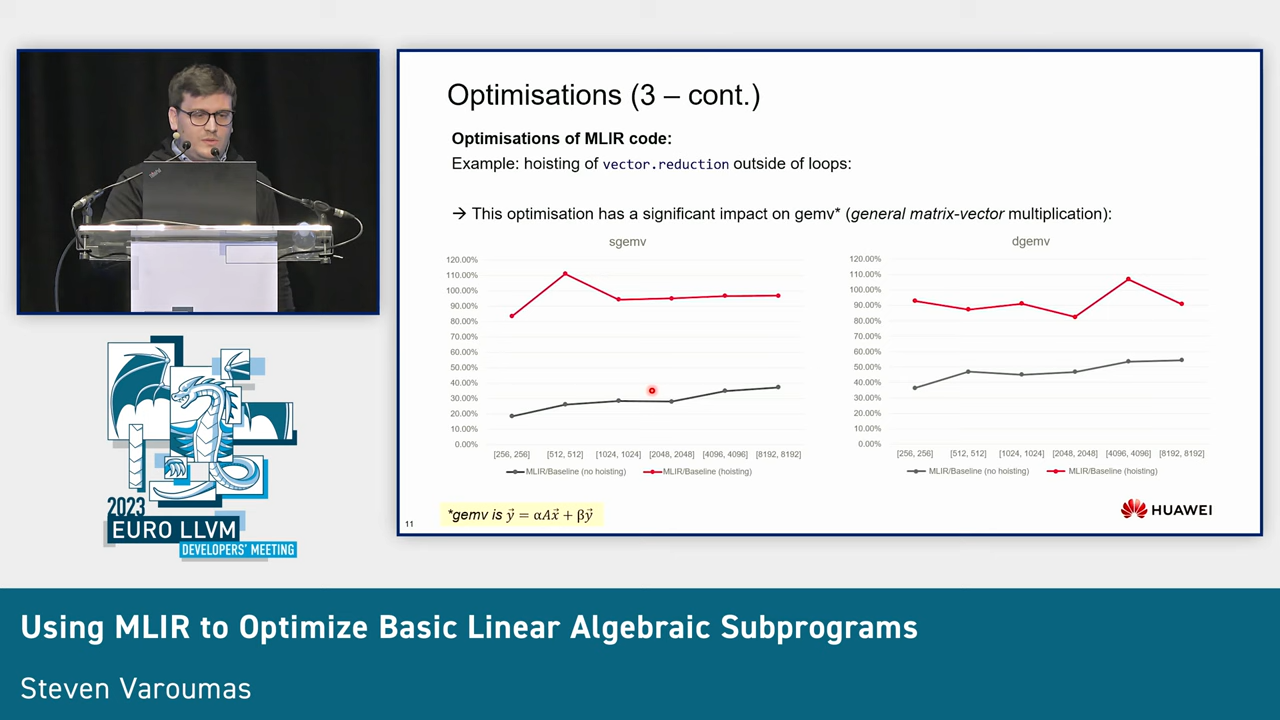 Optimisations (3 – cont.)
Optimisations of MLIR code:
Example: hoisting of vector.reduction outside of loops:
→ This optimisation has a significant impact on gemv* (general matrix-vector multiplication):
sgemv
120.00%
110.00%
100.00%
90.00%
80.00%
70.00%
60.00%
50.00%
40.00%
30.00%
20.00%
10.00%
0.00%
[256, 256] [512, 512] [1024, 1024] [2048, 2048] [4096, 4096] [8192, 8192]
MLIR/Baseline (no hoisting) MLIR/Baseline (hoisting)
dgemv
120.00%
110.00%
100.00%
90.00%
80.00%
70.00%
60.00%
50.00%
40.00%
30.00%
20.00%
10.00%
0.00%
[256, 256] [512, 512] [1024, 1024] [2048, 2048] [4096, 4096] [8192, 8192]
MLIR/Baseline (no hoisting) MLIR/Baseline (hoisting)
*gemv is y⃗ = αAx⃗ + βy⃗
11
HUAWEI
2023
EURO LLVM
DEVELOPERS' MEETING
Using MLIR to Optimize Basic Linear Algebraic Subprograms
Steven Varoumas